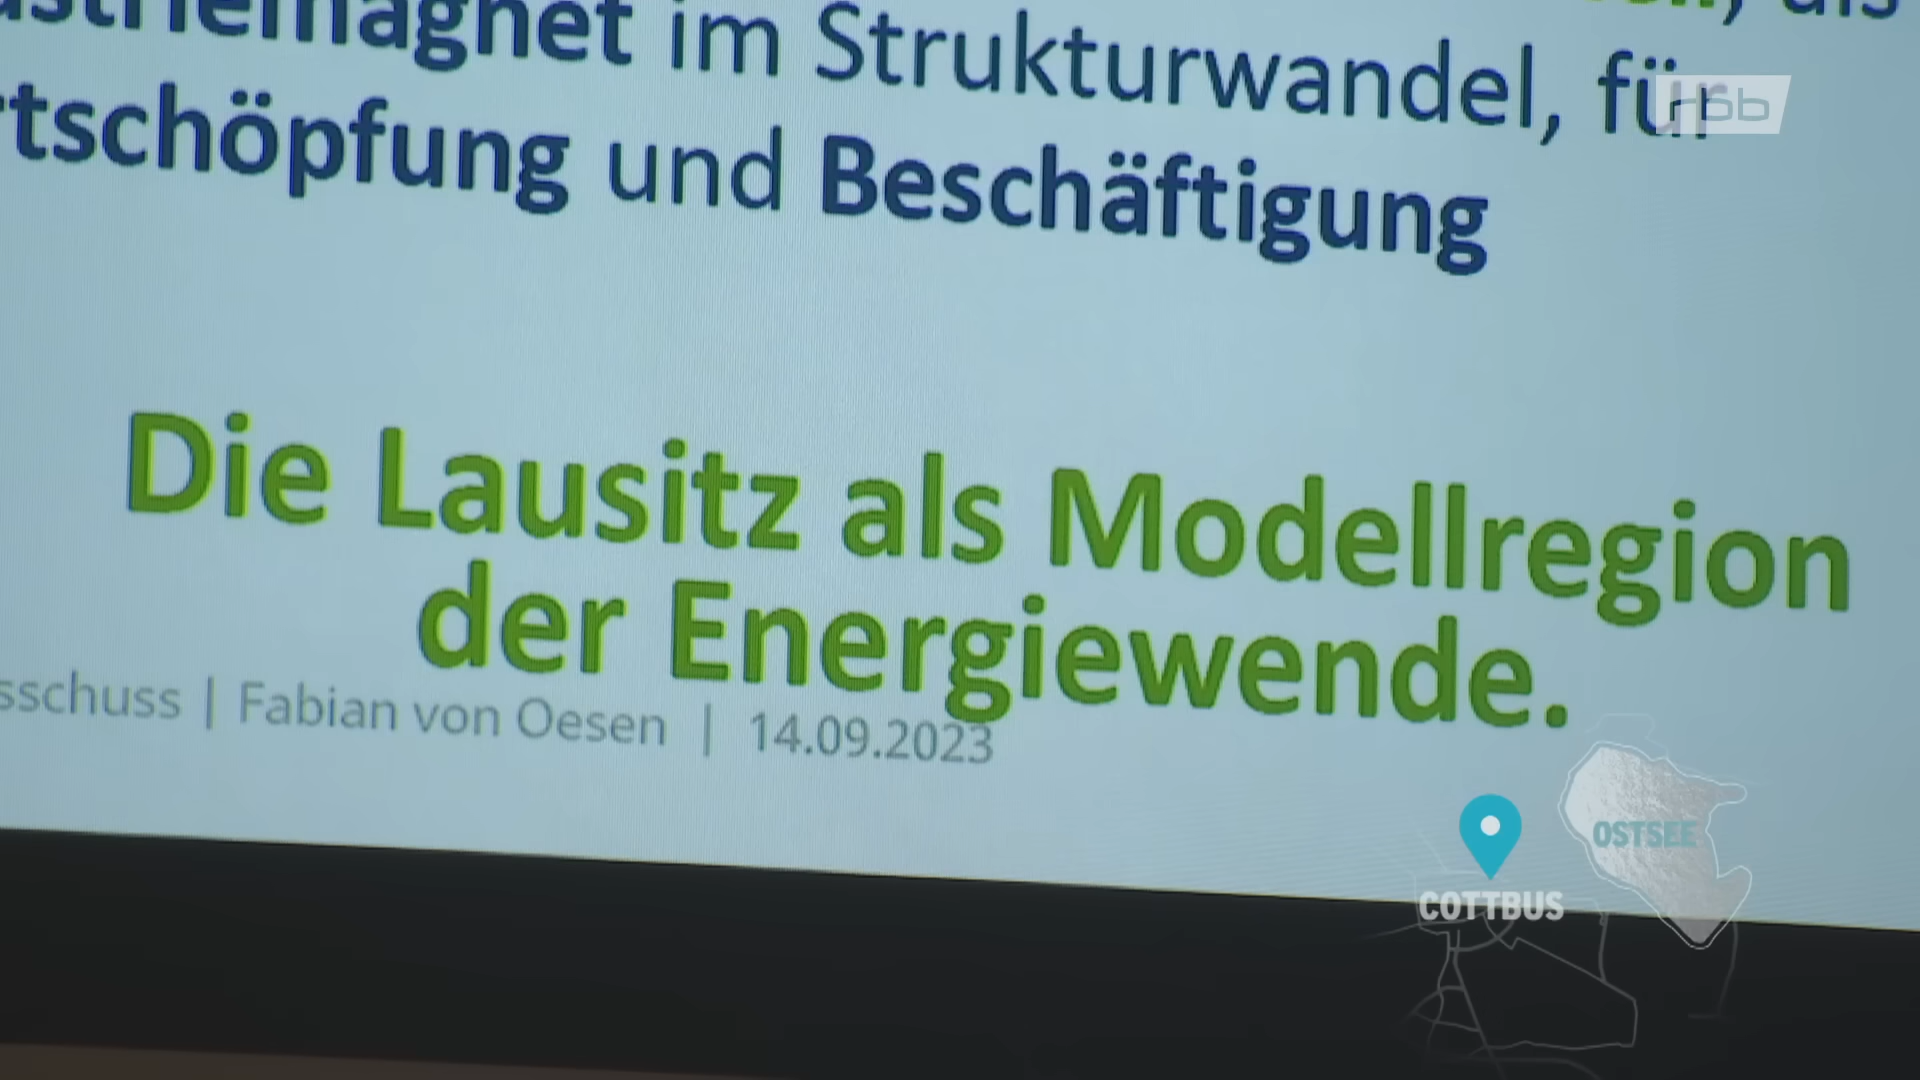 im Strukturwandel, für
und Beschäftigung
Die Lausitz als Modellregion
der Energiewende.
| Fabian von Oesen | 14.09.2023
rbb
OSTSEE
COTTBUS